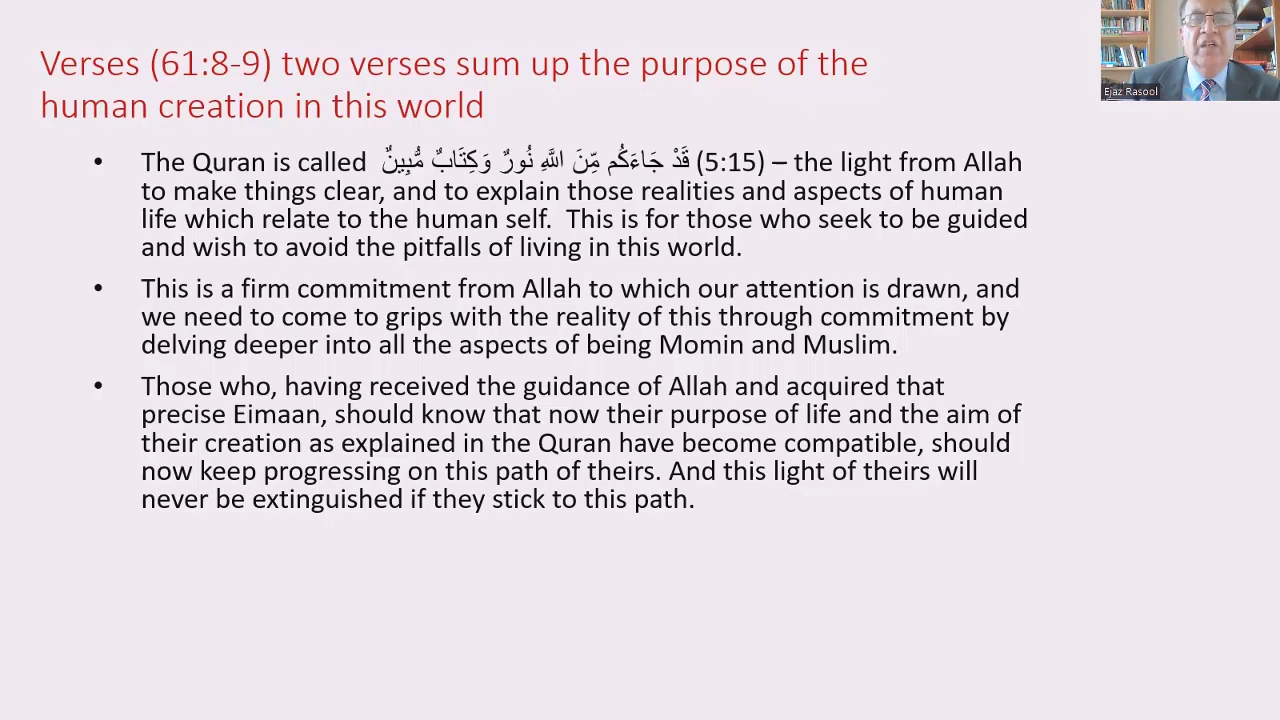 Verses (61:8-9) two verses sum up the purpose of the
human creation in this world
Ejaz Rasool
• The Quran is called قَدْ جَاءَكُم مِّنَ اللَّهِ نُورٌ وَكِتَابٌ مُّبِينٌ (5:15) – the light from Allah
to make things clear, and to explain those realities and aspects of human
life which relate to the human self. This is for those who seek to be guided
and wish to avoid the pitfalls of living in this world.
• This is a firm commitment from Allah to which our attention is drawn, and
we need to come to grips with the reality of this through commitment by
delving deeper into all the aspects of being Momin and Muslim.
• Those who, having received the guidance of Allah and acquired that
precise Eimaan, should know that now their purpose of life and the aim of
their creation as explained in the Quran have become compatible, should
now keep progressing on this path of theirs. And this light of theirs will
never be extinguished if they stick to this path.